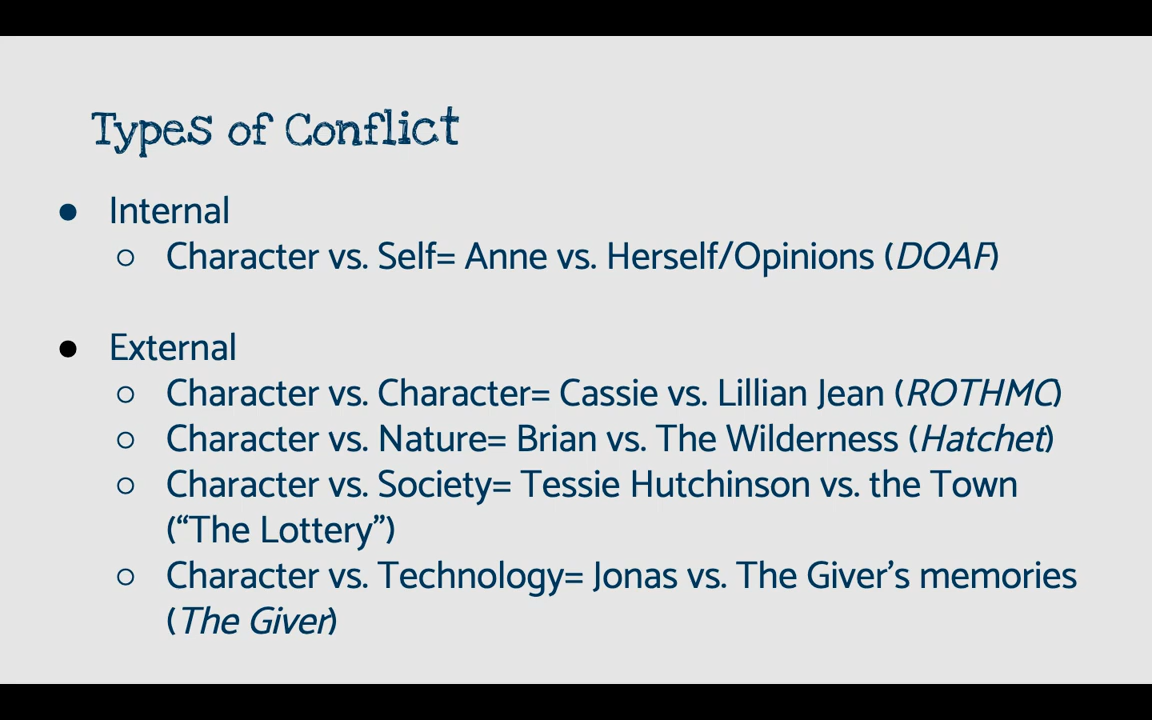 Types of Conflict
● Internal
○ Character vs. Self= Anne vs. Herself/Opinions (DOAF)
● External
○ Character vs. Character= Cassie vs. Lillian Jean (ROTHMC)
○ Character vs. Nature= Brian vs. The Wilderness (Hatchet)
○ Character vs. Society= Tessie Hutchinson vs. the Town
(“The Lottery”)
○ Character vs. Technology= Jonas vs. The Giver’s memories
(The Giver)